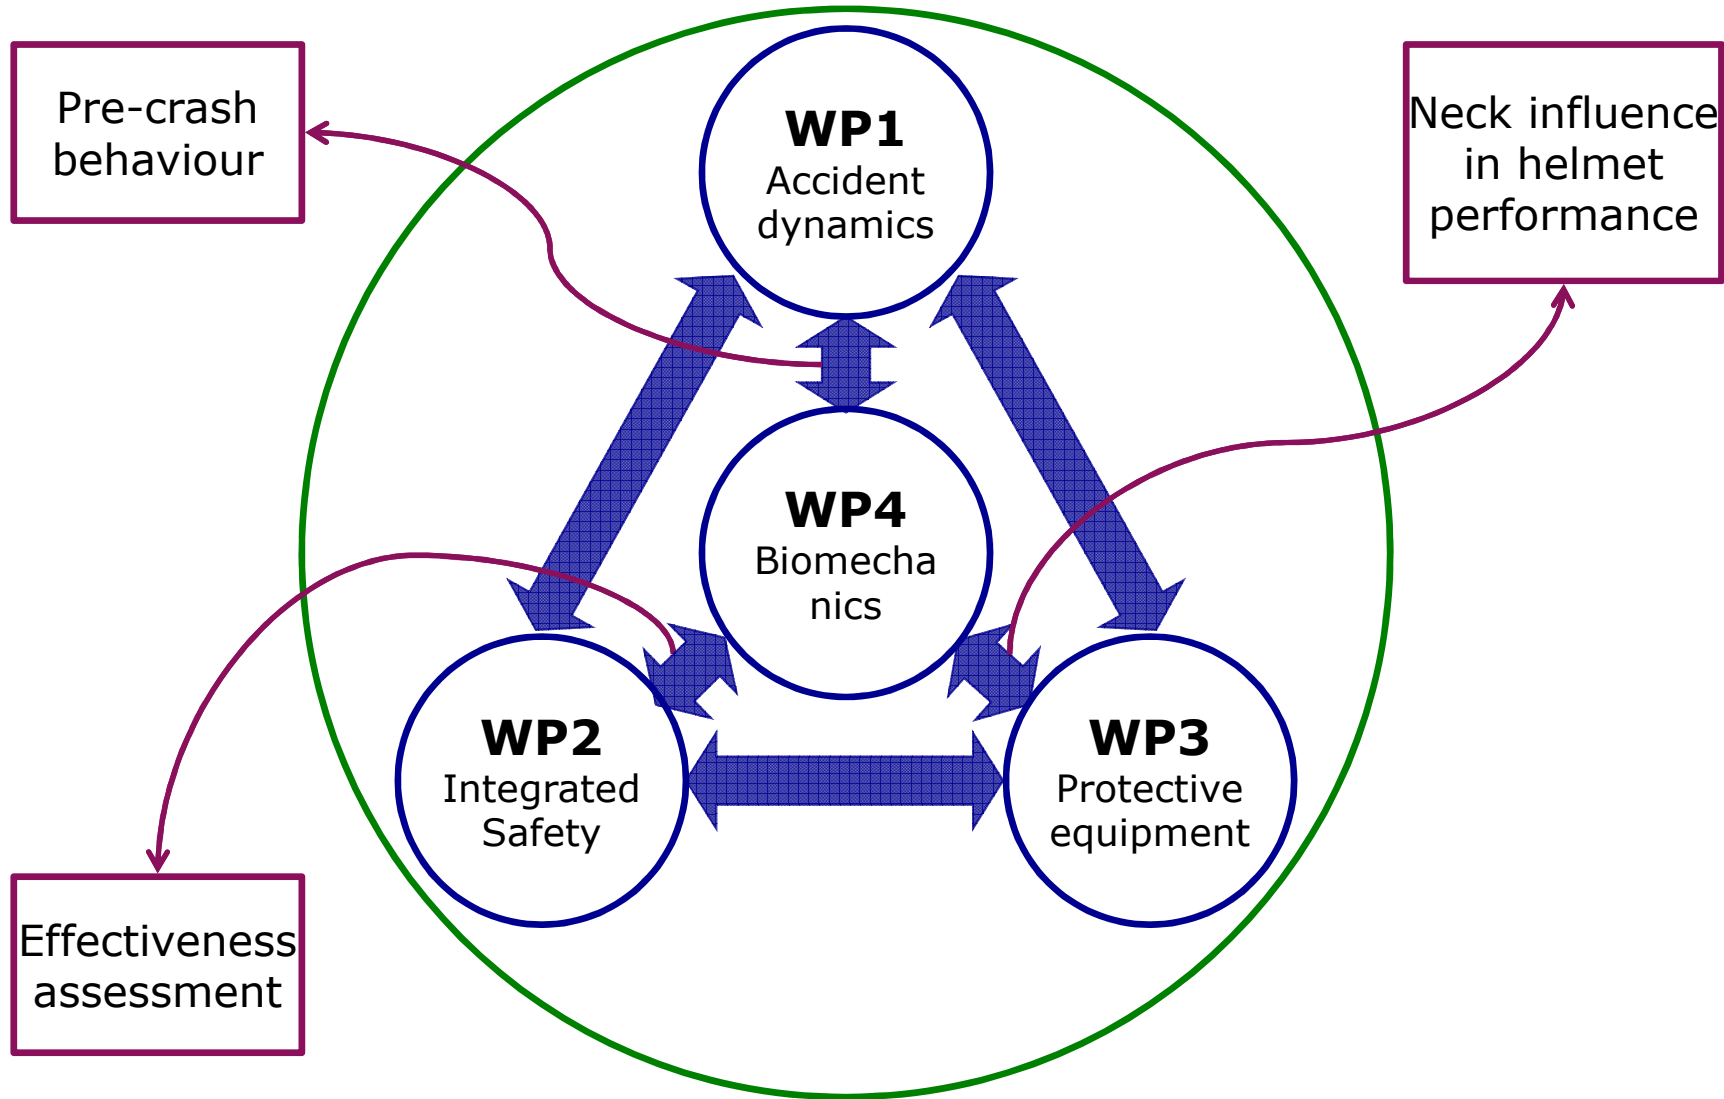 Pre-crash
behaviour
WP1
Accident
dynamics
Neck influence
in helmet
performance
WP4
Biomecha
nics
WP2
Integrated
Safety
WP3
Protective
equipment
Effectiveness
assessment